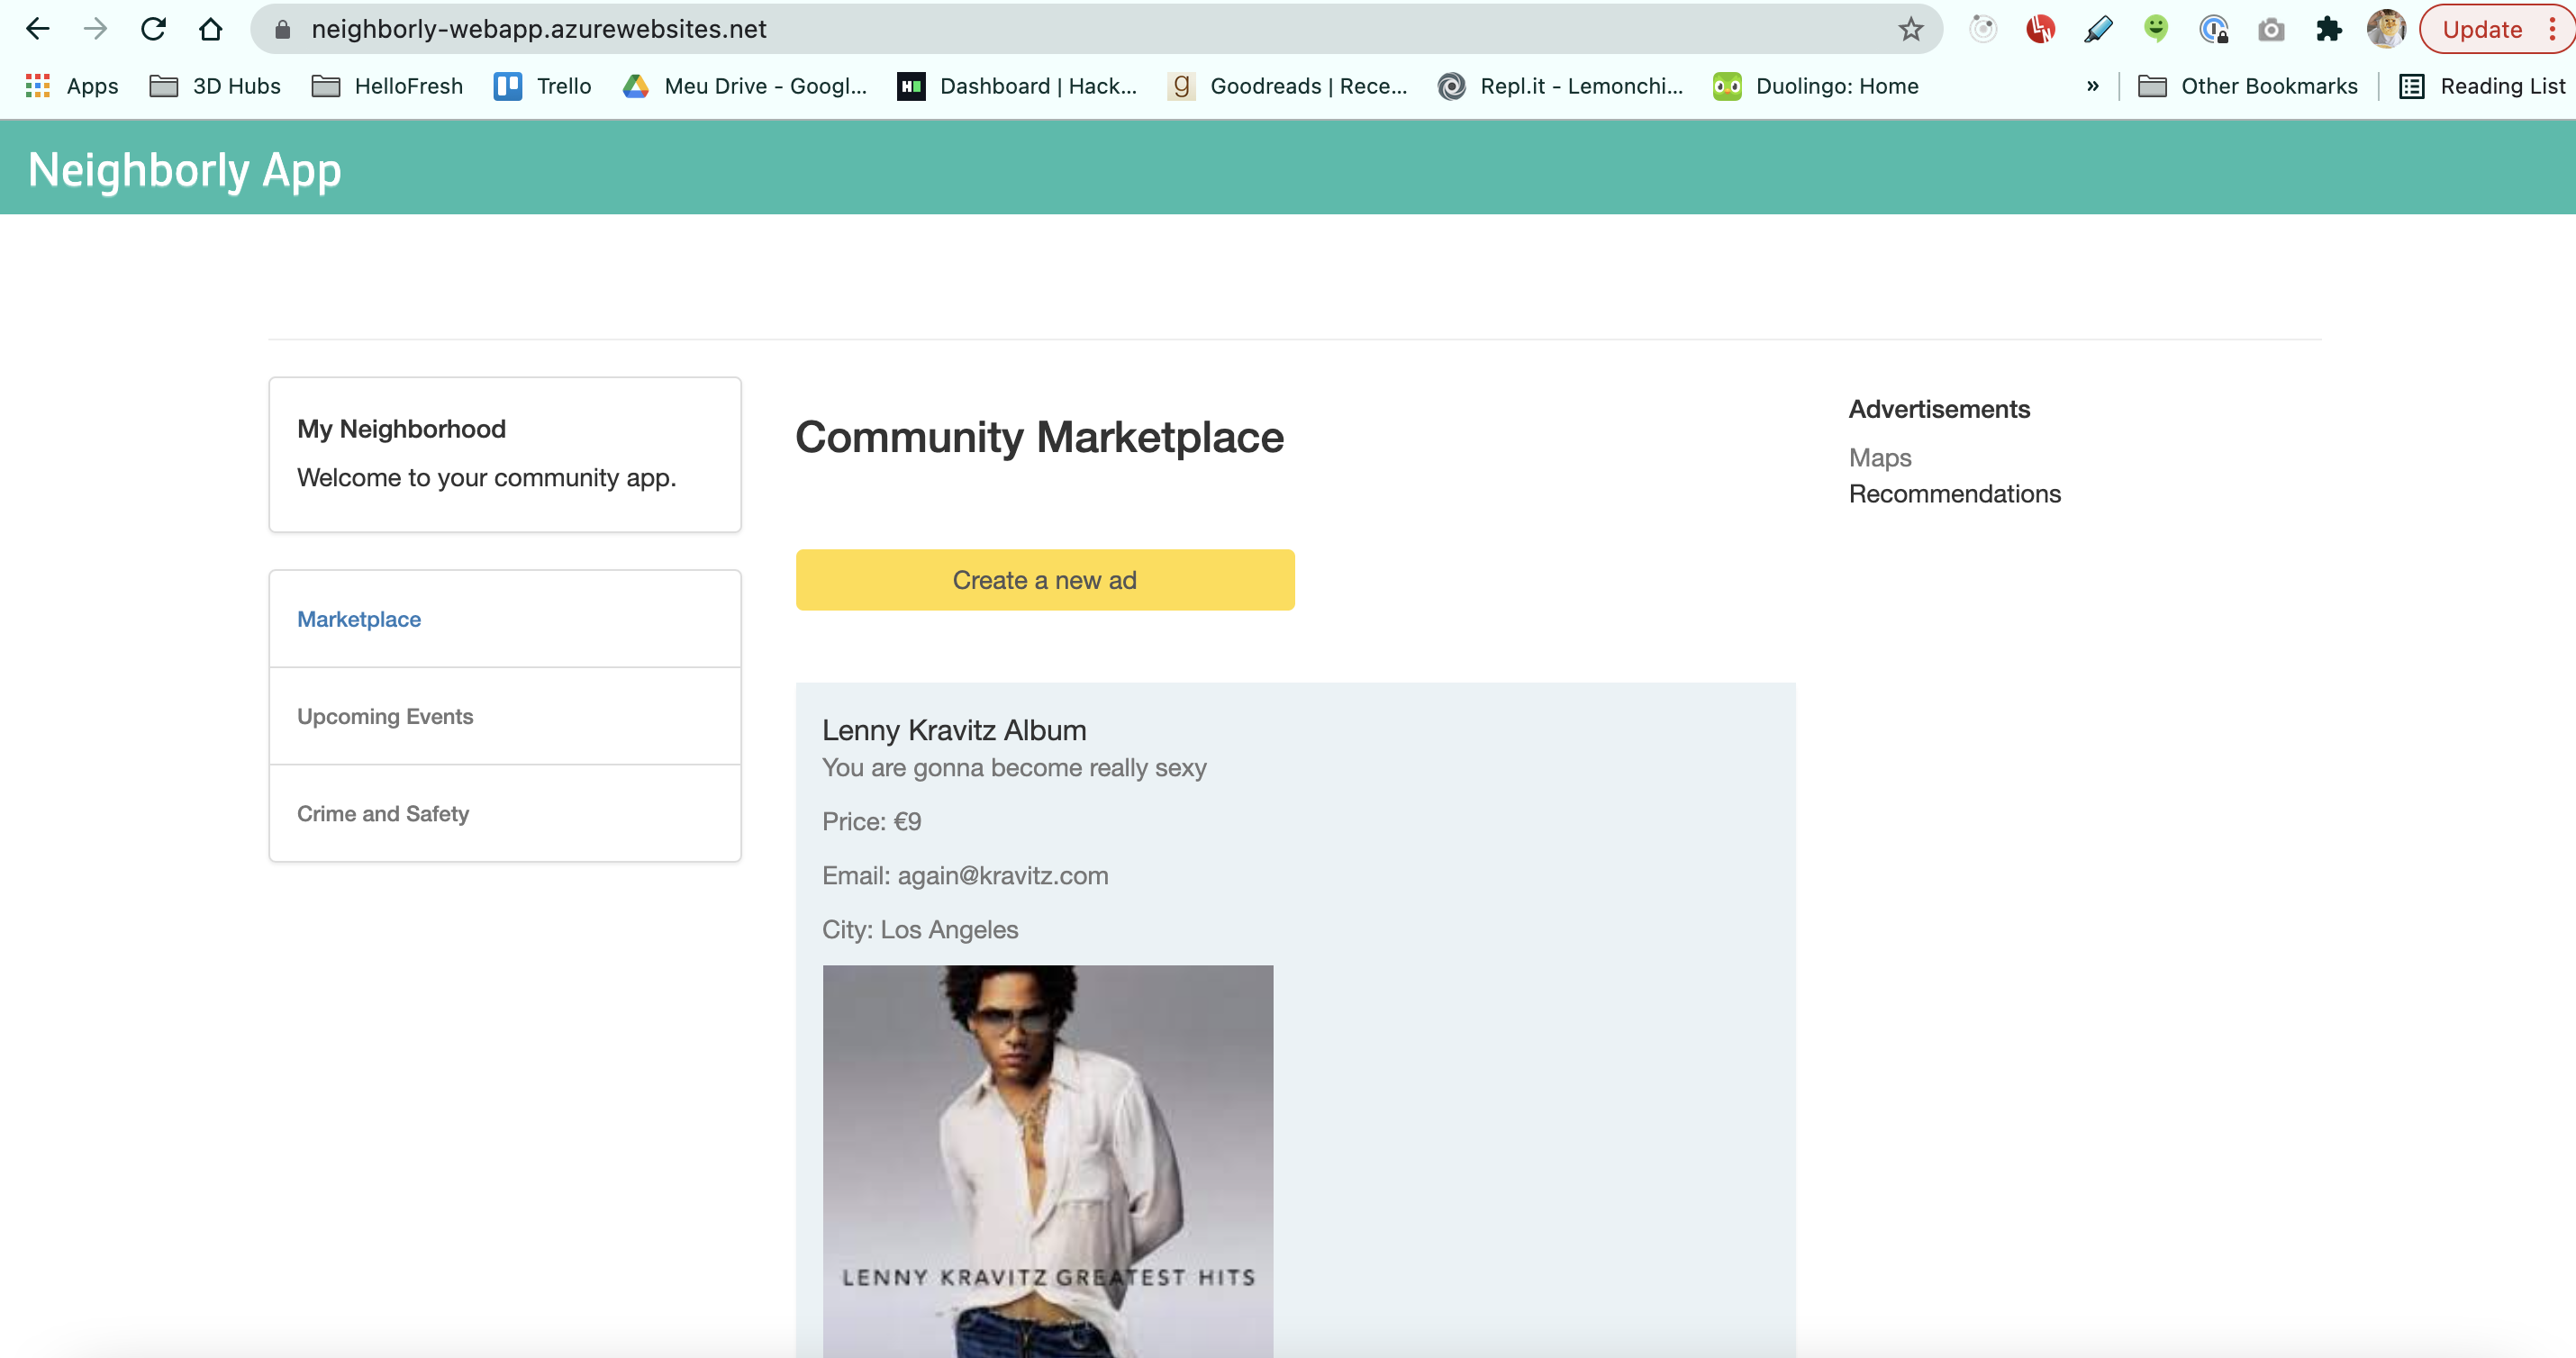 neighborly-webapp.azurewebsites.net
Update
Apps
3D Hubs
HelloFresh
Trello
Meu Drive - Googl...
Dashboard | Hack...
Goodreads | Rece...
Repl.it - Lemonchi...
Duolingo: Home
»
Other Bookmarks
Reading List
Neighborly App
My Neighborhood
Welcome to your community app.
Marketplace
Upcoming Events
Crime and Safety
Community Marketplace
Create a new ad
Lenny Kravitz Album
You are gonna become really sexy
Price: €9
Email: again@kravitz.com
City: Los Angeles
LENNY KRAVITZ GREATEST HITS
Advertisements
Maps
Recommendations